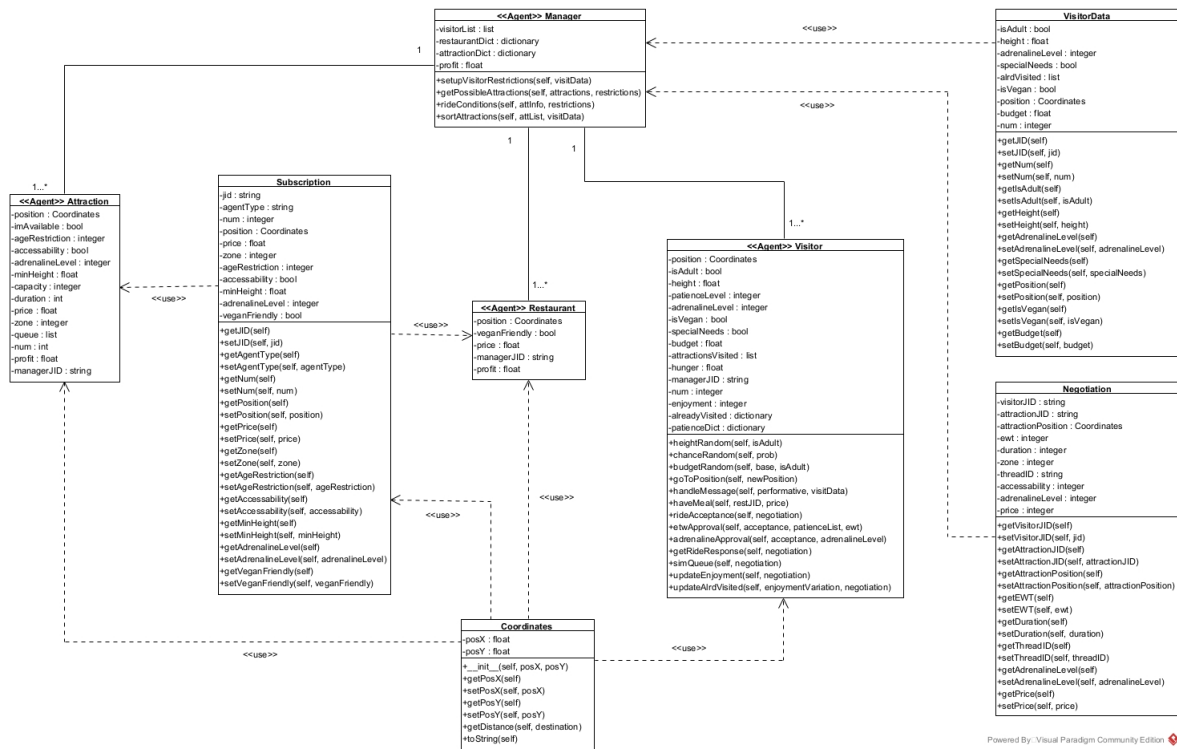 <<Agent>> Manager
-visitorList : list
-restaurantDict : dictionary
-attractionDict : dictionary
-profit : float
+setupVisitorRestrictions(self, visitData)
+getPossibleAttractions(self, attractions, restrictions)
+rideConditions(self, attInfo, restrictions)
+sortAttractions(self, attList, visitData)
<<use>>
<<use>>
1
1
1
1...*
1...*
1...*
VisitorData
-isAdult : bool
-height : float
-adrenalineLevel : integer
-specialNeeds : bool
-alrdVisited : list
-isVegan : bool
-position : Coordinates
-budget : float
-num : integer
+getJID(self)
+setJID(self, jid)
+getNum(self)
+setNum(self, num)
+getIsAdult(self)
+setIsAdult(self, isAdult)
+getHeight(self)
+setHeight(self, height)
+getAdrenalineLevel(self)
+setAdrenalineLevel(self, adrenalineLevel)
+getSpecialNeeds(self)
+setSpecialNeeds(self, specialNeeds)
+getPosition(self)
+setPosition(self, position)
+getIsVegan(self)
+setIsVegan(self, isVegan)
+getBudget(self)
+setBudget(self, budget)
<<Agent>> Attraction
-position : Coordinates
-imAvailable : bool
-ageRestriction : integer
-accessability : bool
-adrenalineLevel : integer
-minHeight : float
-capacity : integer
-duration : int
-price : float
-zone : integer
-queue : list
-num : int
-profit : float
-managerJID : string
<<use>>
Subscription
-jid : string
-agentType : string
-num : integer
-position : Coordinates
-price : float
-zone : integer
-ageRestriction : integer
-accessability : bool
-minHeight : float
-adrenalineLevel : integer
-veganFriendly : bool
+getJID(self)
+setJID(self, jid)
+getAgentType(self)
+setAgentType(self, agentType)
+getNum(self)
+setNum(self, num)
+getPosition(self)
+setPosition(self, position)
+getPrice(self)
+setPrice(self, price)
+getZone(self)
+setZone(self, zone)
+getAgeRestriction(self)
+setAgeRestriction(self, ageRestriction)
+getAccessability(self)
+setAccessability(self, accessability)
+getMinHeight(self)
+setMinHeight(self, minHeight)
+getAdrenalineLevel(self)
+setAdrenalineLevel(self, adrenalineLevel)
+getVeganFriendly(self)
+setVeganFriendly(self, veganFriendly)
<<use>>
<<Agent>> Restaurant
-position : Coordinates
-veganFriendly : bool
-price : float
-managerJID : string
-profit : float
<<use>>
<<use>>
<<Agent>> Visitor
-position : Coordinates
-isAdult : bool
-height : float
-patienceLevel : integer
-adrenalineLevel : integer
-isVegan : bool
-specialNeeds : bool
-budget : float
-attractionsVisited : list
-hunger : float
-managerJID : string
-num : integer
-enjoyment : integer
-alreadyVisited : dictionary
-patienceDict : dictionary
+heightRandom(self, isAdult)
+chanceRandom(self, prob)
+budgetRandom(self, base, isAdult)
+goToPosition(self, newPosition)
+handleMessage(self, performative, visitData)
+haveMeal(self, restJID, price)
+rideAcceptance(self, negotiation)
+etwApproval(self, acceptance, patienceList, ewt)
+adrenalineApproval(self, acceptance, adrenalineLevel)
+getRideResponse(self, negotiation)
+simQueue(self, negotiation)
+updateEnjoyment(self, negotiation)
+updateAlrdVisited(self, enjoymentVariation, negotiation)
Negotiation
-visitorJID : string
-attractionJID : string
-attractionPosition : Coordinates
-ewt : integer
-duration : integer
-zone : integer
-threadID : string
-accessability : integer
-adrenalineLevel : integer
-price : integer
+getVisitorJID(self)
+setVisitorJID(self, jid)
+getAttractionJID(self)
+setAttractionJID(self, attractionJID)
+getAttractionPosition(self)
+setAttractionPosition(self, attractionPosition)
+getEWT(self)
+setEWT(self, ewt)
+getDuration(self)
+setDuration(self, duration)
+getThreadID(self)
+setThreadID(self, threadID)
+getAdrenalineLevel(self)
+setAdrenalineLevel(self, adrenalineLevel)
+getPrice(self)
+setPrice(self, price)
Coordinates
-posX : float
-posY : float
+__init__(self, posX, posY)
+getPosX(self)
+setPosX(self, posX)
+getPosY(self)
+setPosY(self, posY)
+getDistance(self, destination)
+toString(self)
<<use>>
<<use>>
Powered By Visual Paradigm Community Edition